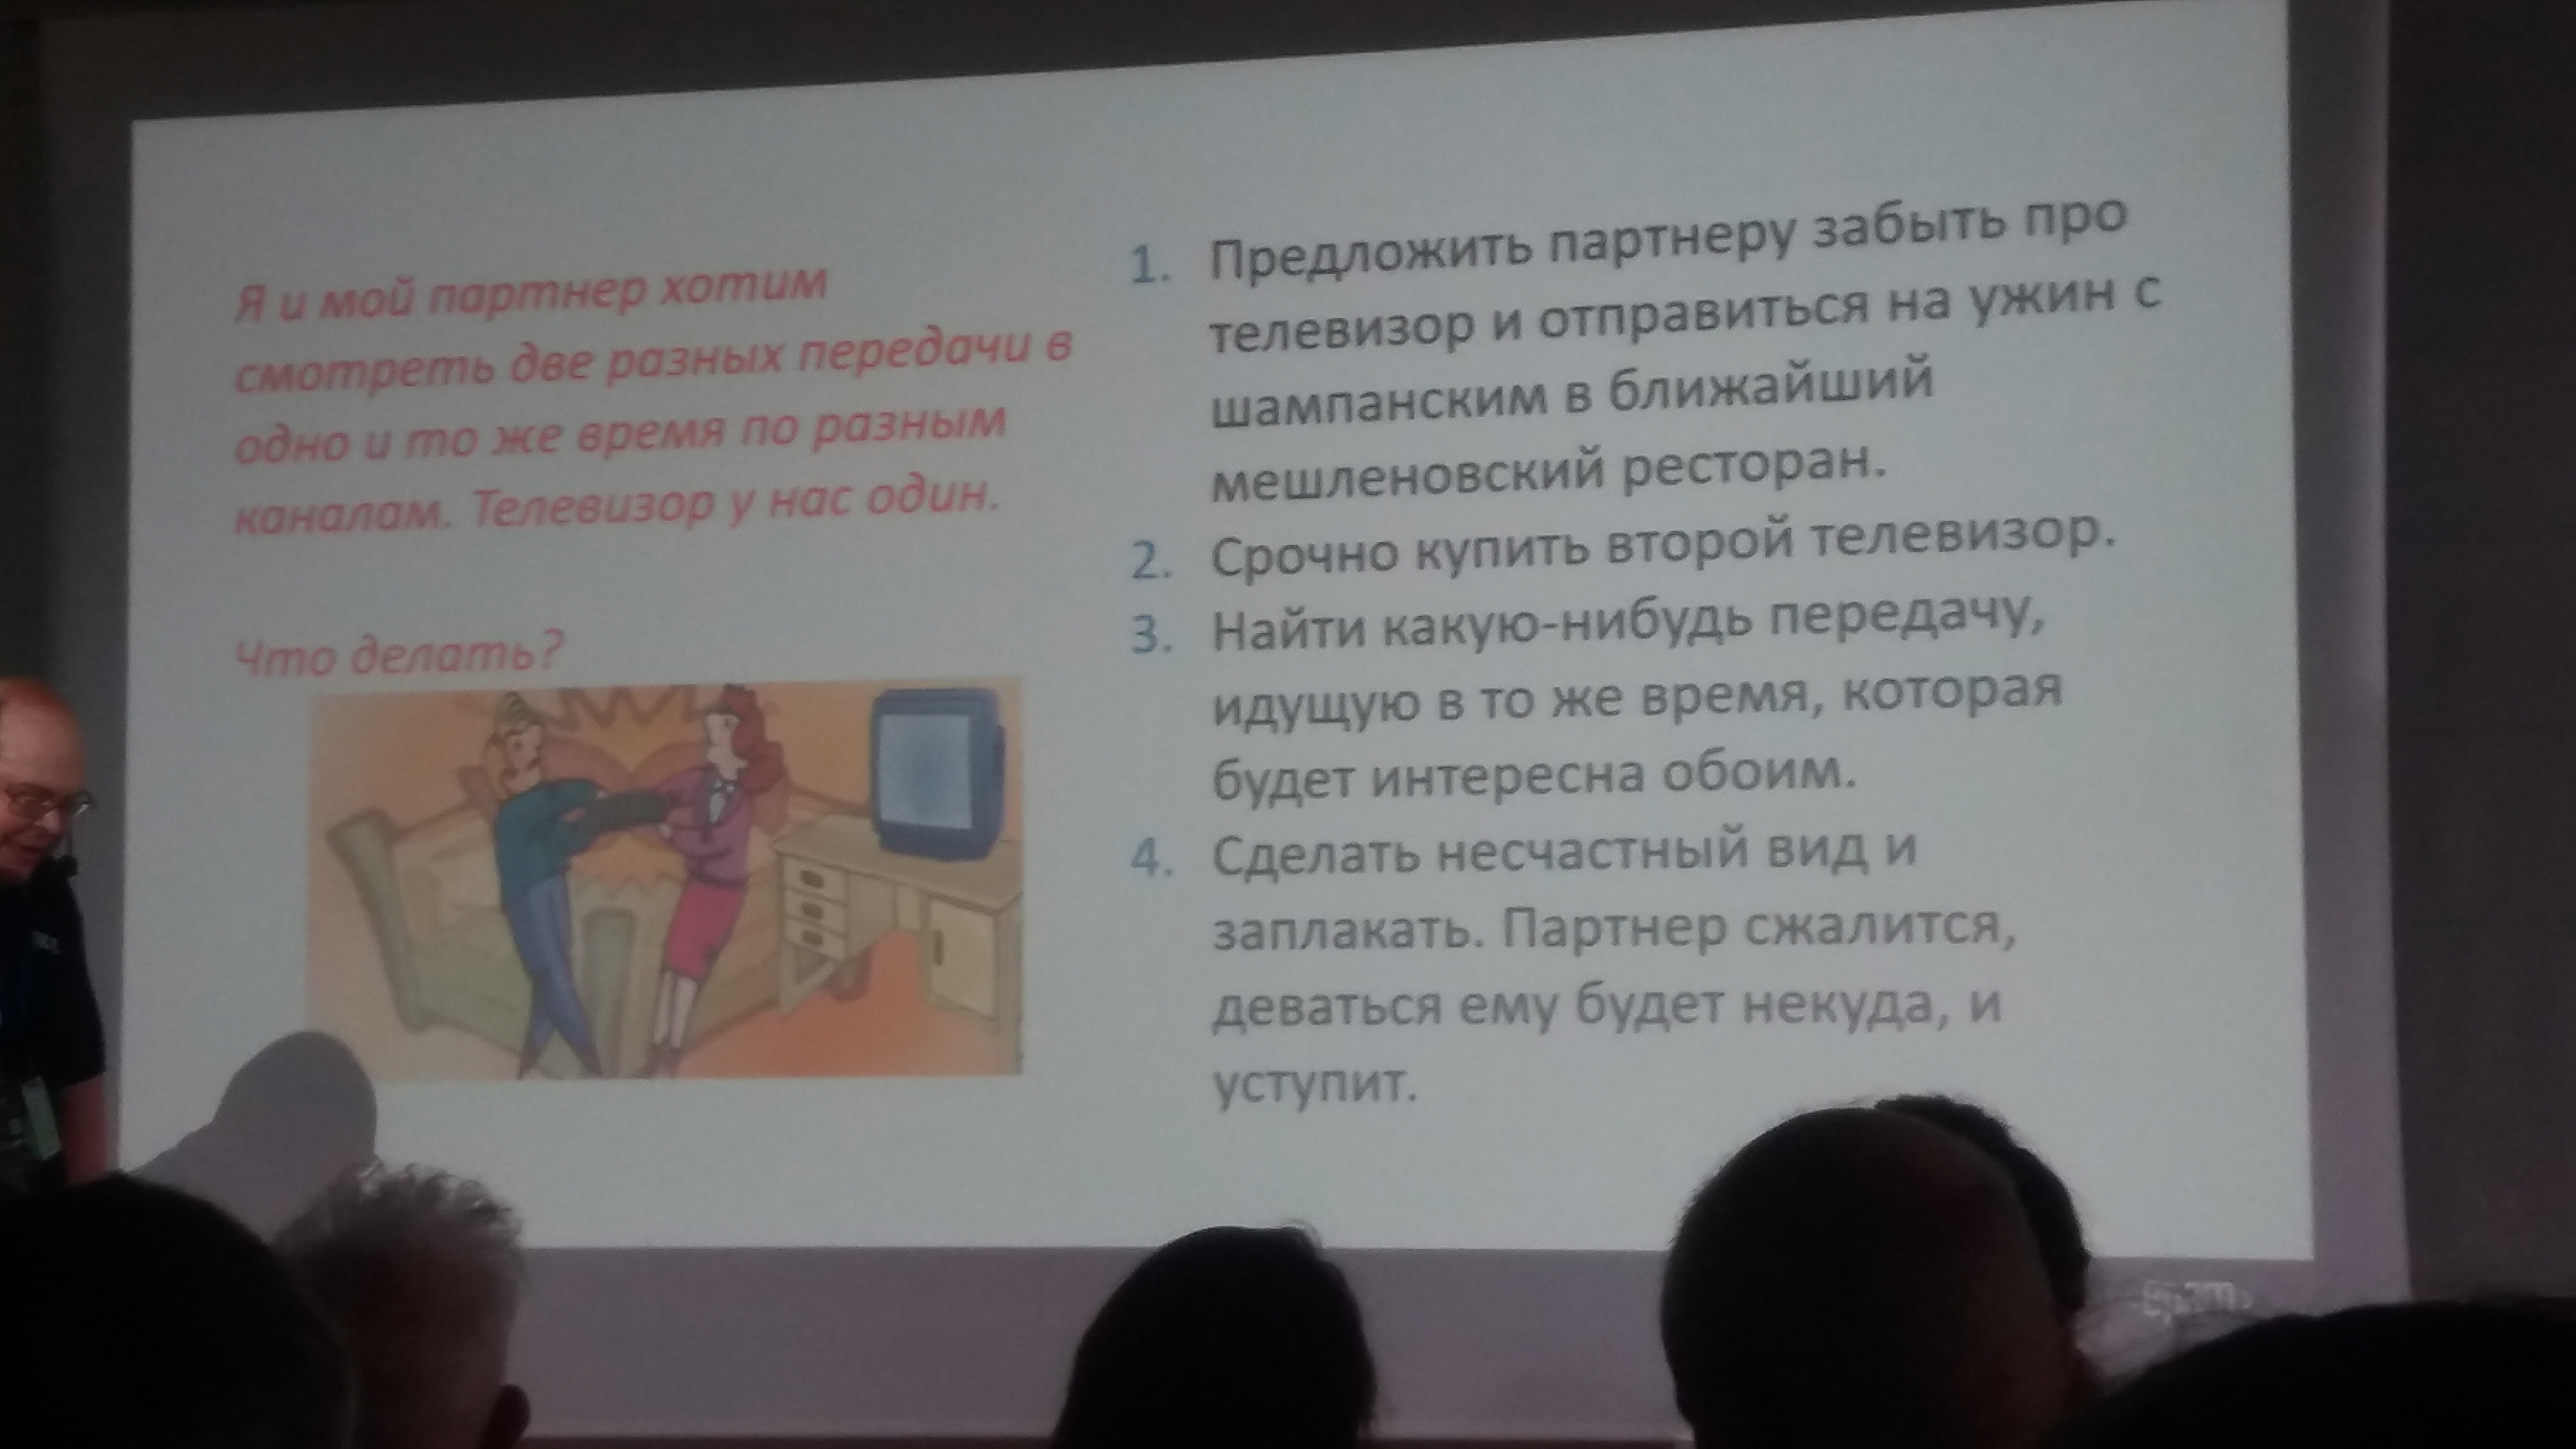 Я и мой партнер хотим
смотреть две разных передачи в
одно и то же время по разным
каналам. Телевизор у нас один.
Что делать?
1. Предложить партнеру забыть про
телевизор и отправиться на ужин с
шампанским в ближайший
мешленовский ресторан.
2. Срочно купить второй телевизор.
3. Найти какую-нибудь передачу,
идущую в то же время, которая
будет интересна обоим.
4. Сделать несчастный вид и
заплакать. Партнер сжалится,
деваться ему будет некуда, и
уступит.